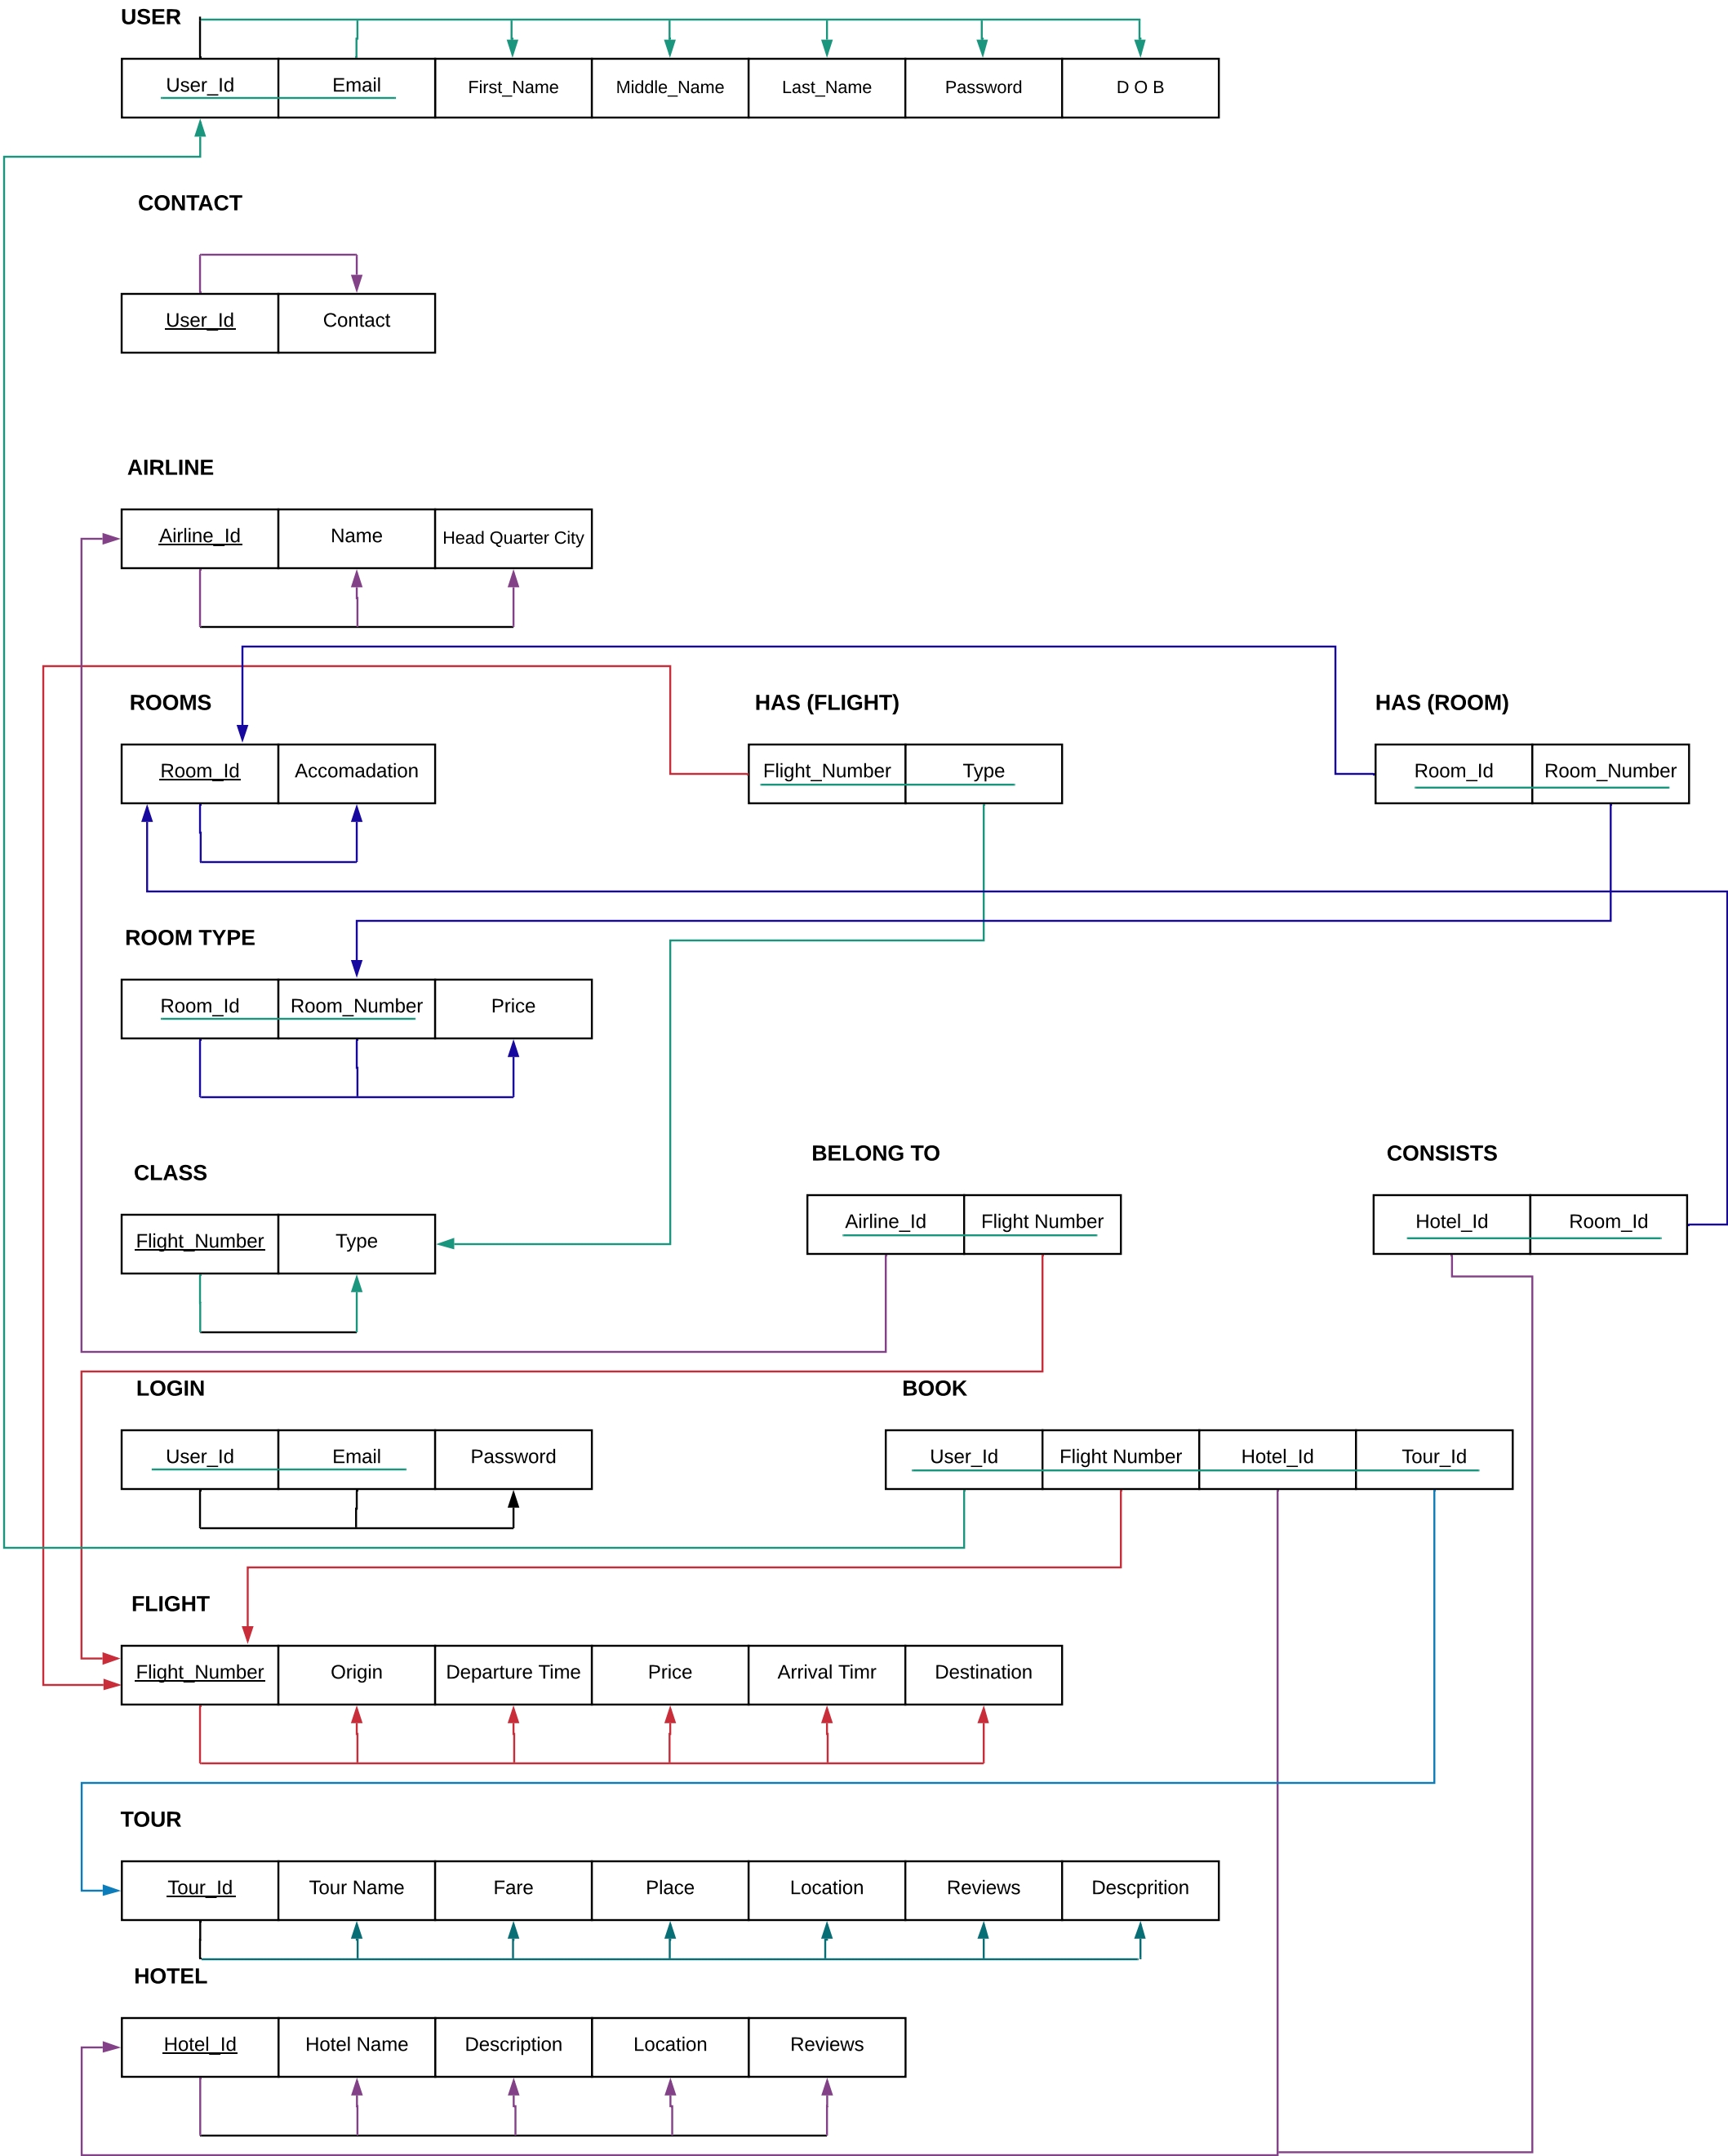 USER
User_Id Email First_Name Middle_Name Last_Name Password D O B
CONTACT
User_Id Contact
AIRLINE
Airline_Id Name Head Quarter City
ROOMS HAS (FLIGHT) HAS (ROOM)
Room_Id Accomadation Flight_Number Type Room_Id Room_Number
ROOM TYPE
Room_Id Room_Number Price
BELONG TO CONSISTS
CLASS
Airline_Id Flight Number Hotel_Id Room_Id
Flight_Number Type
LOGIN BOOK
User_Id Email Password User_Id Flight Number Hotel_Id Tour_Id
FLIGHT
Flight_Number Origin Departure Time Price Arrival Timr Destination
TOUR
Tour_Id Tour Name Fare Place Location Reviews Descprition
HOTEL
Hotel_Id Hotel Name Description Location Reviews